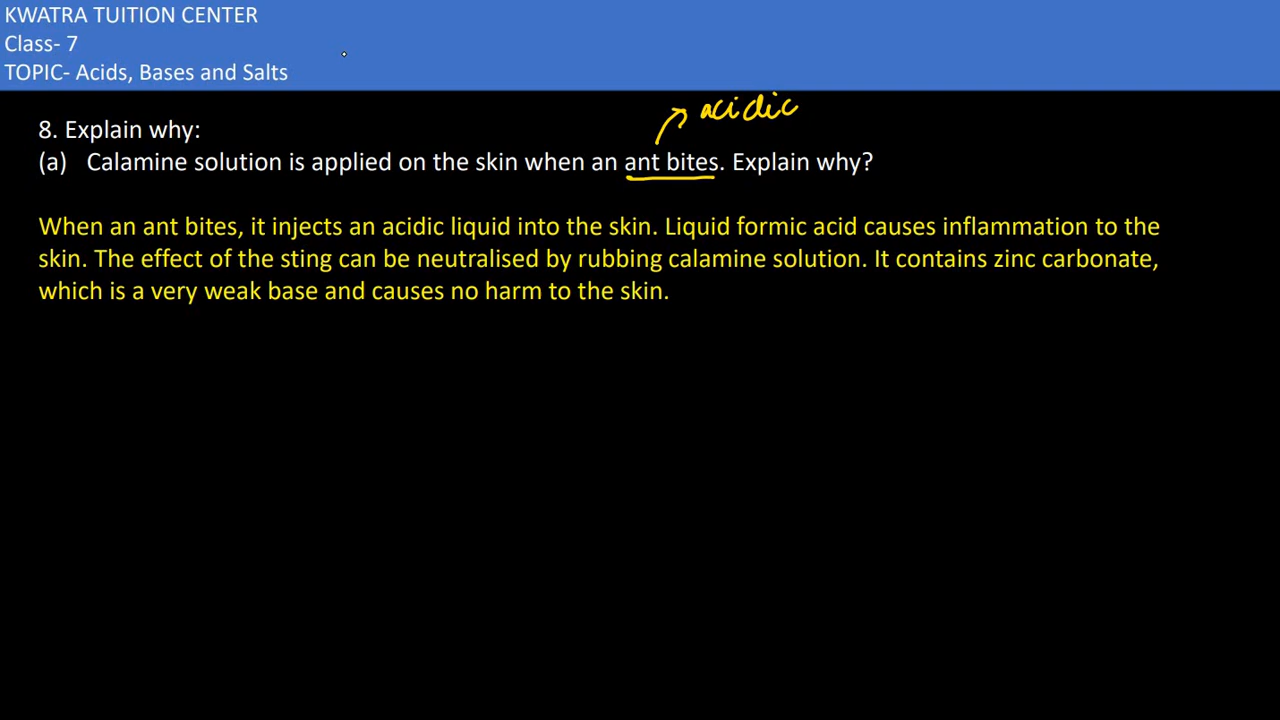 KWATRA TUITION CENTER
Class- 7
TOPIC- Acids, Bases and Salts
acidic
8. Explain why:
(a) Calamine solution is applied on the skin when an ant bites. Explain why?
When an ant bites, it injects an acidic liquid into the skin. Liquid formic acid causes inflammation to the
skin. The effect of the sting can be neutralised by rubbing calamine solution. It contains zinc carbonate,
which is a very weak base and causes no harm to the skin.